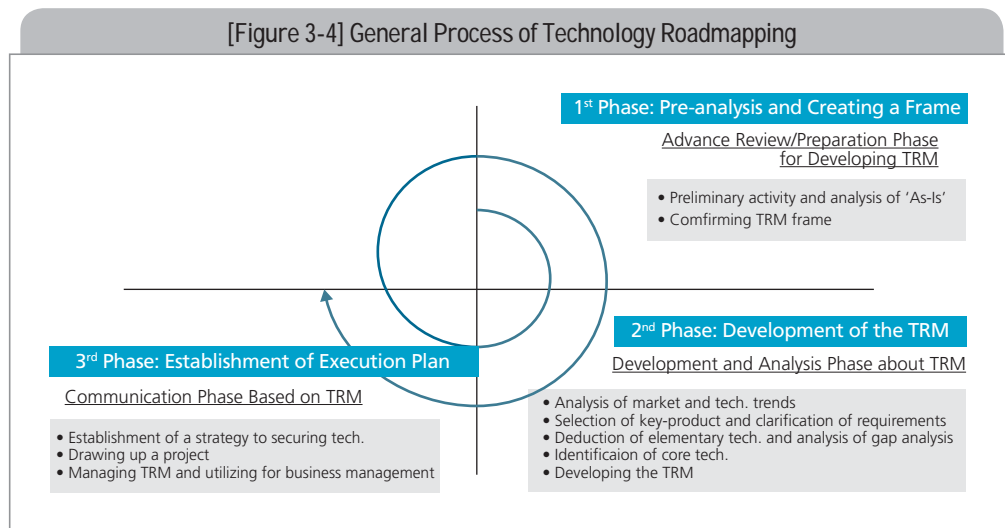 [Figure 3-4] General Process of Technology Roadmapping
1st Phase: Pre-analysis and Creating a Frame
Advance Review/Preparation Phase
for Developing TRM
• Preliminary activity and analysis of ‘As-Is’
• Comfirming TRM frame
2nd Phase: Development of the TRM
Development and Analysis Phase about TRM
• Analysis of market and tech. trends
• Selection of key-product and clarification of requirements
• Deduction of elementary tech. and analysis of gap analysis
• Identificaion of core tech.
• Developing the TRM
3rd Phase: Establishment of Execution Plan
Communication Phase Based on TRM
• Establishment of a strategy to securing tech.
• Drawing up a project
• Managing TRM and utilizing for business management